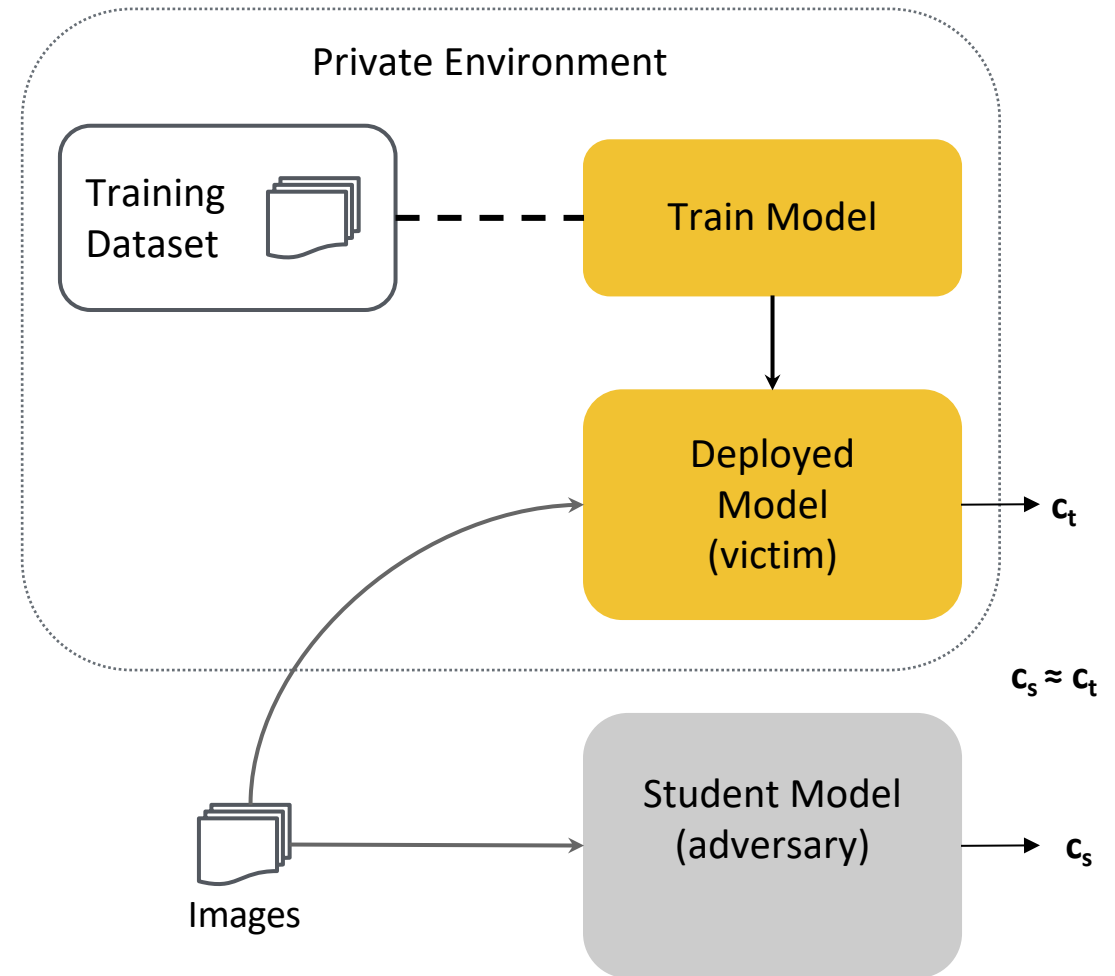 Private Environment
Training
Dataset
Train Model
Deployed
Model
(victim)
cₜ
cₛ ≈ cₜ
Student Model
(adversary)
cₛ
Images